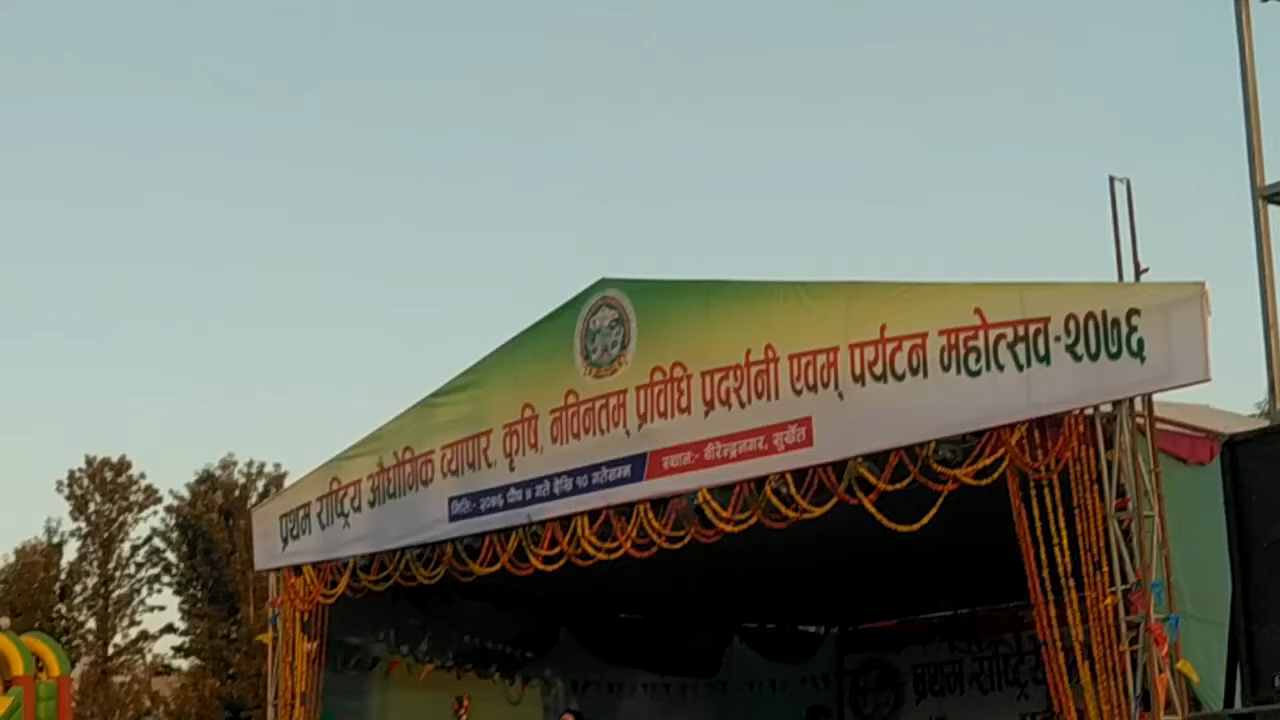 प्रथम राष्ट्रिय औधोगिक व्यापार, कृषि, नविनतम् प्रविधि प्रदर्शनी एवम् पर्यटन महोत्सव-२०७६
मिति:- २०७६ पौष ४ गते देखि १० गतेसम्म
स्थान:- वीरेन्द्रनगर, सुर्खेत
प्रथम राष्ट्रि